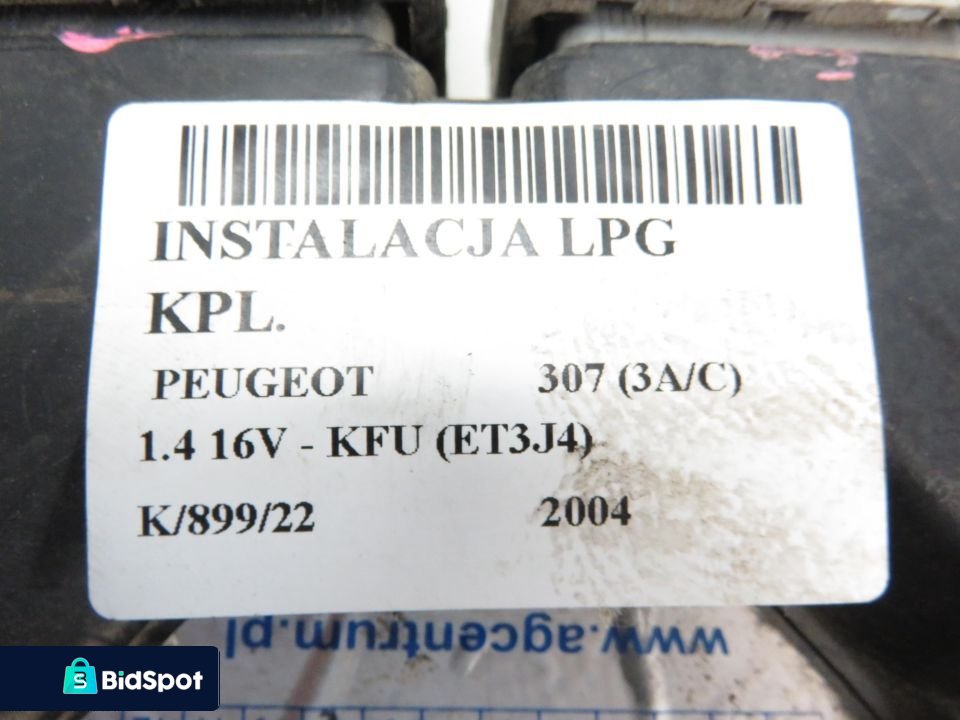 INSTALACJA LPG
KPL.
PEUGEOT 307 (3A/C)
1.4 16V - KFU (ET3J4)
K/899/22 2004
www.agcentrum.pl
BidSpot